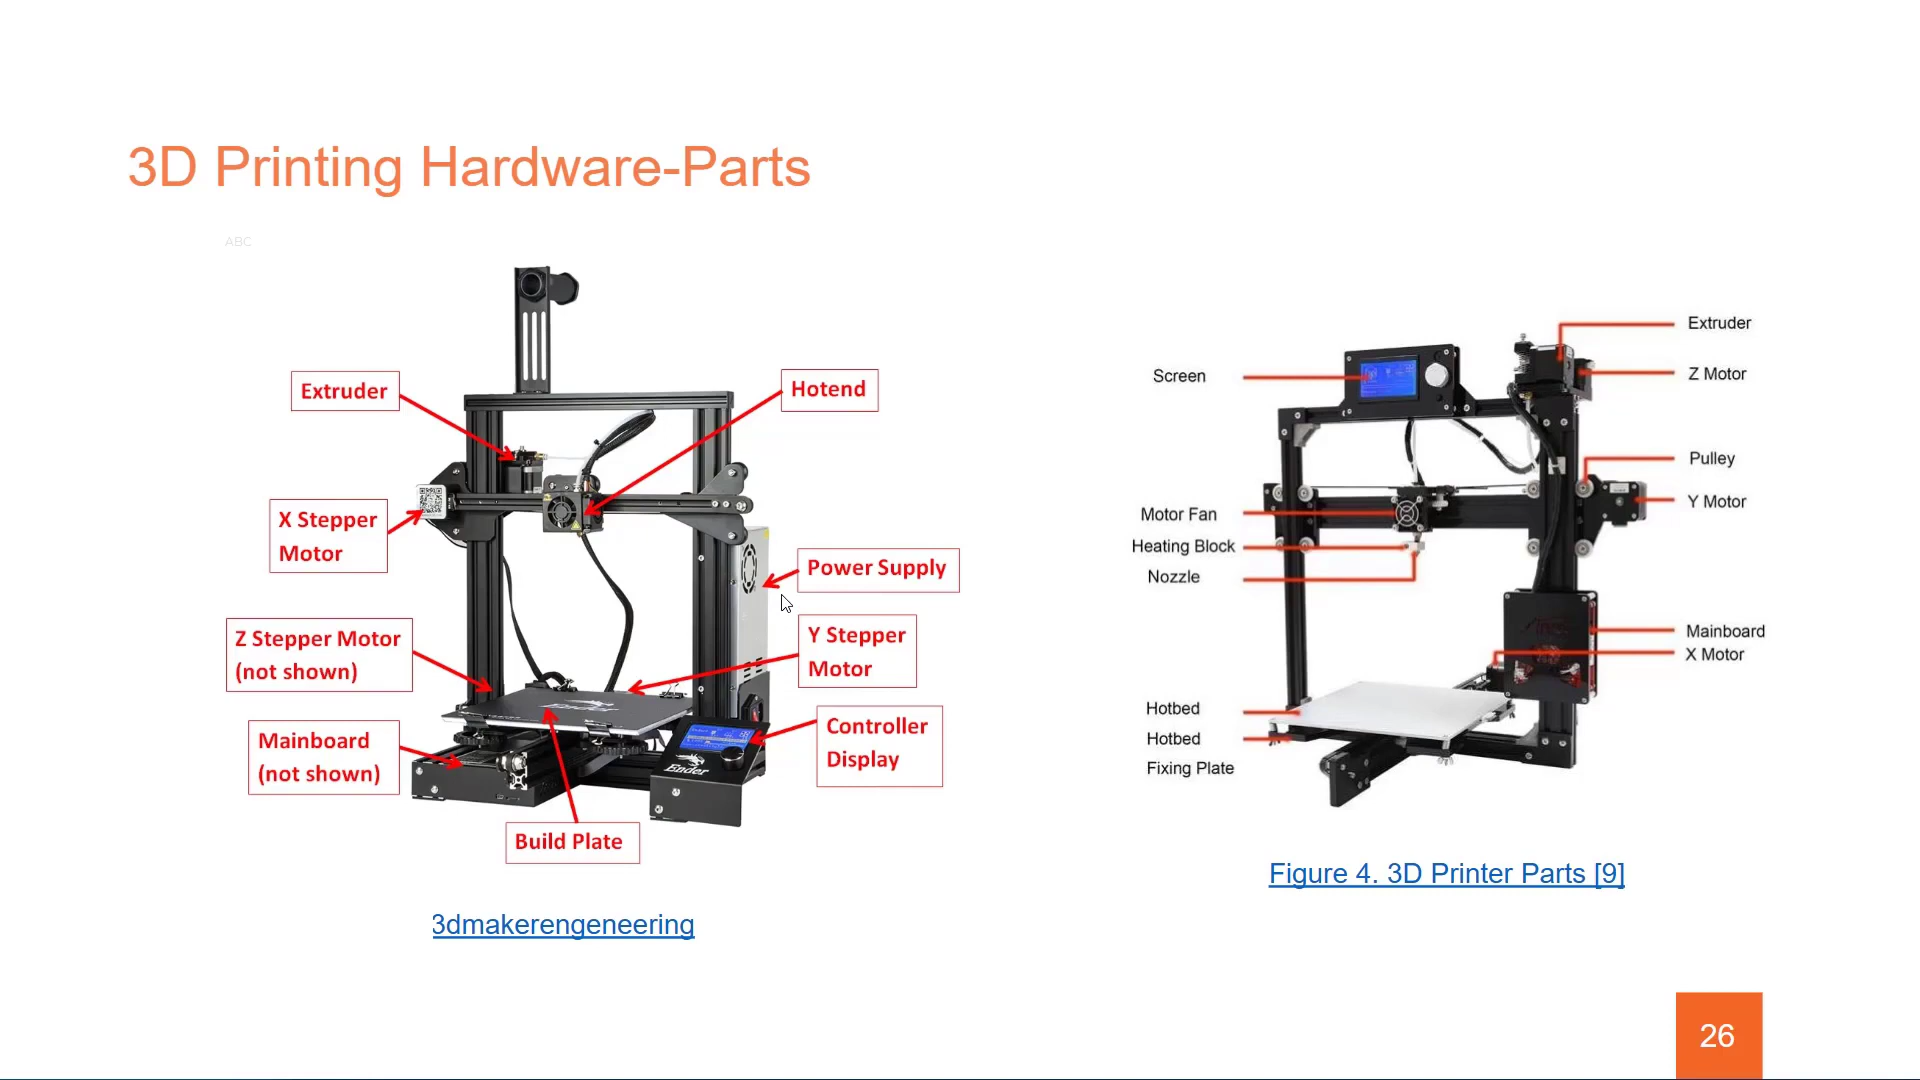 3D Printing Hardware-Parts
ABC
Extruder
Hotend
X Stepper
Motor
Power Supply
Z Stepper Motor
(not shown)
Y Stepper
Motor
Mainboard
(not shown)
Controller
Display
Build Plate
Ender
Ender
3dmakerengeneering
Screen
Motor Fan
Heating Block
Nozzle
Hotbed
Hotbed
Fixing Plate
Extruder
Z Motor
Pulley
Y Motor
Mainboard
X Motor
Figure 4. 3D Printer Parts [9]
26